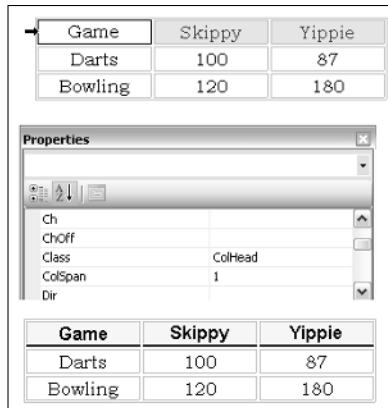 Game Skippy Yippie
Darts 100 87
Bowling 120 180
Properties
Ch
ChOff
Class ColHead
ColSpan 1
Dir
Game Skippy Yippie
Darts 100 87
Bowling 120 180